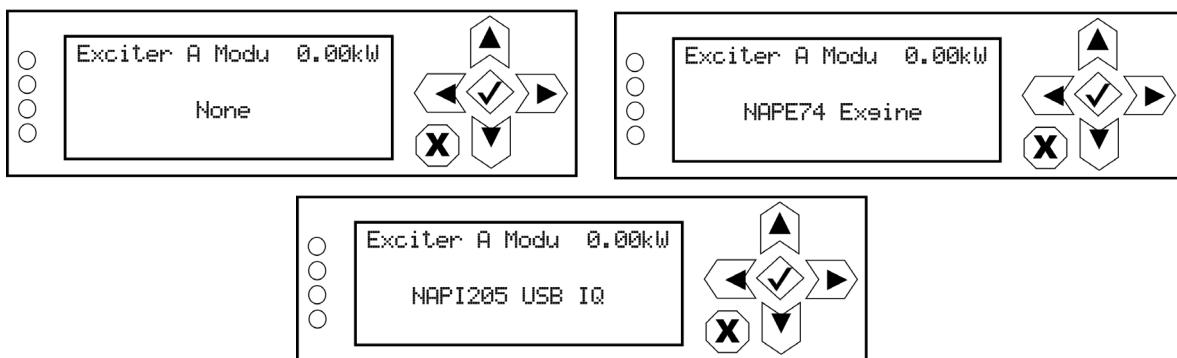 Exciter A Modu 0.00kW
None
Exciter A Modu 0.00kW
NAPE74 Exgine
Exciter A Modu 0.00kW
NAPI205 USB IQ